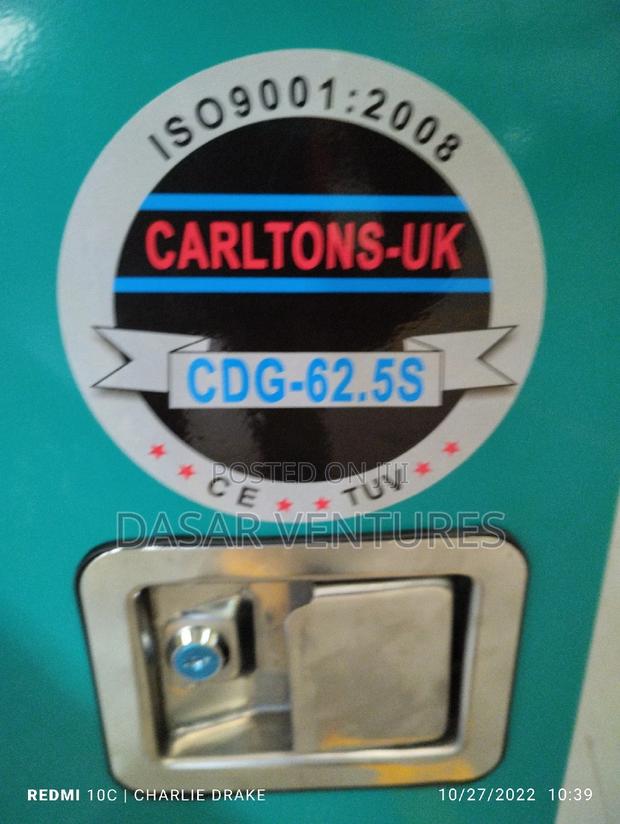 ISO9001:2008
CARLTONS-UK
CDG-62.5S
CE TUV
POSTED ON JIJI
DASAR VENTURES
REDMI 10C | CHARLIE DRAKE
10/27/2022 10:39